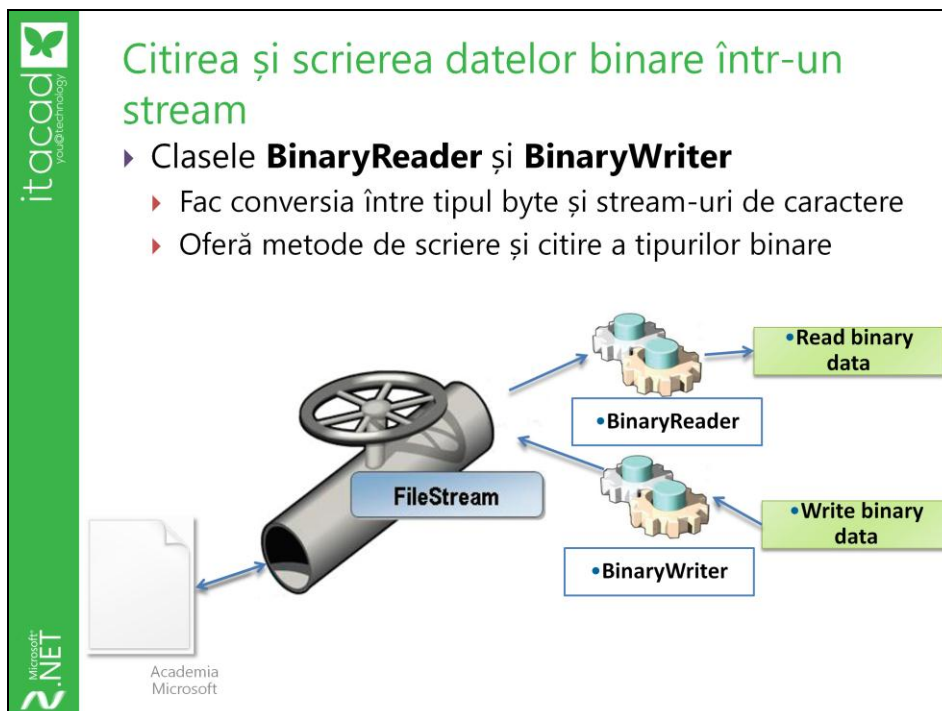 itacad
you@technology
Citirea și scrierea datelor binare într-un
stream
Clasele BinaryReader și BinaryWriter
Fac conversia între tipul byte și stream-uri de caractere
Oferă metode de scriere și citire a tipurilor binare
•Read binary
data
•BinaryReader
FileStream
•Write binary
data
•BinaryWriter
Academia
Microsoft
Microsoft®
.NET